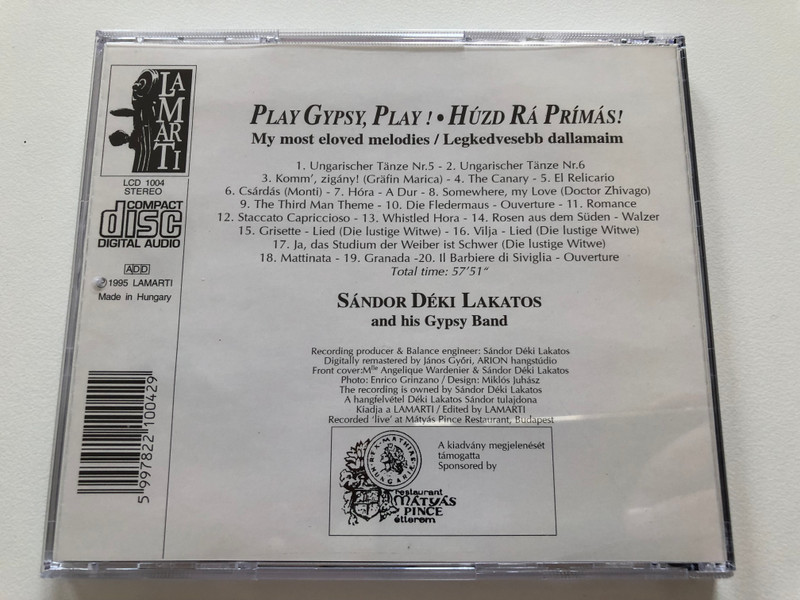 LAMARTI
LCD 1004
STEREO
COMPACT
disc
DIGITAL AUDIO
ADD
℗1995 LAMARTI
Made in Hungary
5 997822 100429
PLAY GYPSY, PLAY ! • HÚZD RÁ PRÍMÁS!
My most eloved melodies / Legkedvesebb dallamaim
1. Ungarischer Tänze Nr.5 - 2. Ungarischer Tänze Nr.6
3. Komm', zigány! (Gräfin Marica) - 4. The Canary - 5. El Relicario
6. Csárdás (Monti) - 7. Hóra - A Dur - 8. Somewhere, my Love (Doctor Zhivago)
9. The Third Man Theme - 10. Die Fledermaus - Ouverture - 11. Romance
12. Staccato Capriccioso - 13. Whistled Hora - 14. Rosen aus dem Süden - Walzer
15. Grisette - Lied (Die lustige Witwe) - 16. Vilja - Lied (Die lustige Witwe)
17. Ja, das Studium der Weiber ist Schwer (Die lustige Witwe)
18. Mattinata - 19. Granada -20. Il Barbiere di Siviglia - Ouverture
Total time: 57'51"
SÁNDOR DÉKI LAKATOS
and his Gypsy Band
Recording producer & Balance engineer: Sándor Déki Lakatos
Digitally remastered by János Győri, ARION hangstúdió
Front cover:Mlle Angelique Wardenier & Sándor Déki Lakatos
Photo: Enrico Grinzano / Design: Miklós Juhász
The recording is owned by Sándor Déki Lakatos
A hangfelvétel Déki Lakatos Sándor tulajdona
Kiadja a LAMARTI / Edited by LAMARTI
Recorded 'live' at Mátyás Pince Restaurant, Budapest
REX MATHIAS HUNGARIE
restaurant
MÁTYÁS
PINCE
étterem
A kiadvány megjelenését
támogatta
Sponsored by